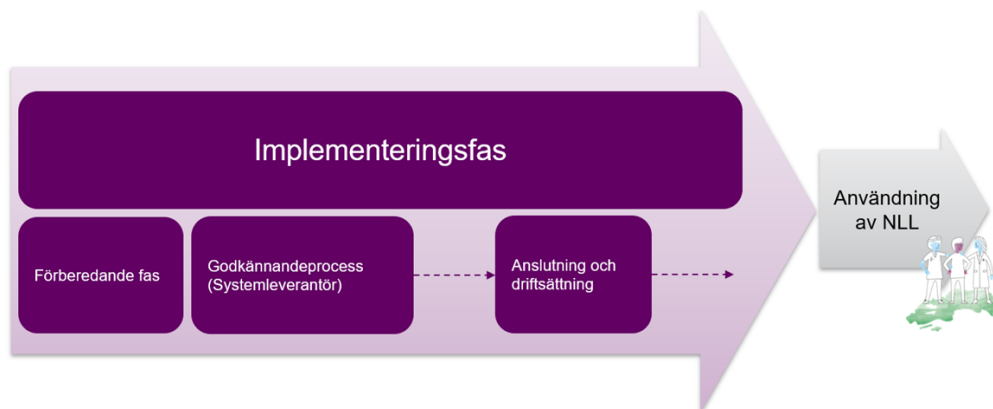 Implementeringsfas
Förberedande fas
Godkännandeprocess
(Systemleverantör)
Anslutning och
driftsättning
Användning
av NLL